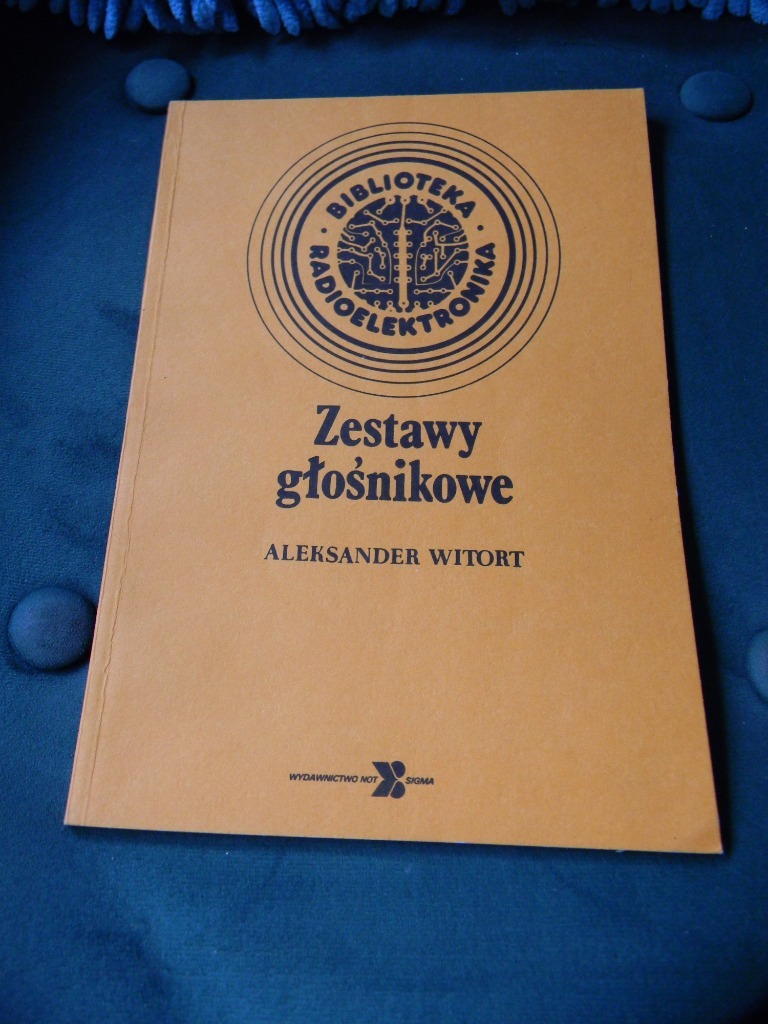 • BIBLIOTEKA •
RADIOELEKTRONIKA
Zestawy
głośnikowe
ALEKSANDER WITORT
WYDAWNICTWO NOT SIGMA